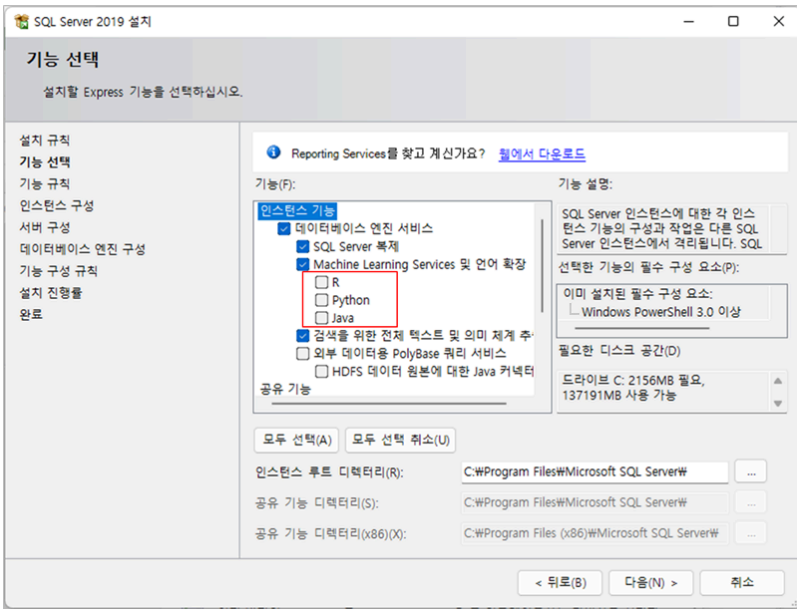 SQL Server 2019 설치
기능 선택
설치할 Express 기능을 선택하십시오.
설치 규칙
기능 선택
기능 규칙
인스턴스 구성
서버 구성
데이터베이스 엔진 구성
기능 구성 규칙
설치 진행률
완료
Reporting Services를 찾고 계신가요? 웹에서 다운로드
기능(F):
인스턴스 기능
데이터베이스 엔진 서비스
SQL Server 복제
Machine Learning Services 및 언어 확장
R
Python
Java
검색을 위한 전체 텍스트 및 의미 체계
외부 데이터용 PolyBase 쿼리 서비스
HDFS 데이터 원본에 대한 Java 커넥터
공유 기능
기능 설명:
SQL Server 인스턴스에 대한 각 인스
턴스 기능의 구성과 작업은 다른 SQL
Server 인스턴스에서 격리됩니다. SQL
선택한 기능의 필수 구성 요소(P):
이미 설치된 필수 구성 요소:
Windows PowerShell 3.0 이상
필요한 디스크 공간(D)
드라이브 C: 2156MB 필요,
137191MB 사용 가능
모두 선택(A) 모두 선택 취소(U)
인스턴스 루트 디렉터리(R): C:₩Program Files₩Microsoft SQL Server₩ ...
공유 기능 디렉터리(S): C:₩Program Files₩Microsoft SQL Server₩ ...
공유 기능 디렉터리(x86)(X): C:₩Program Files (x86)₩Microsoft SQL Server₩ ...
< 뒤로(B) 다음(N) > 취소